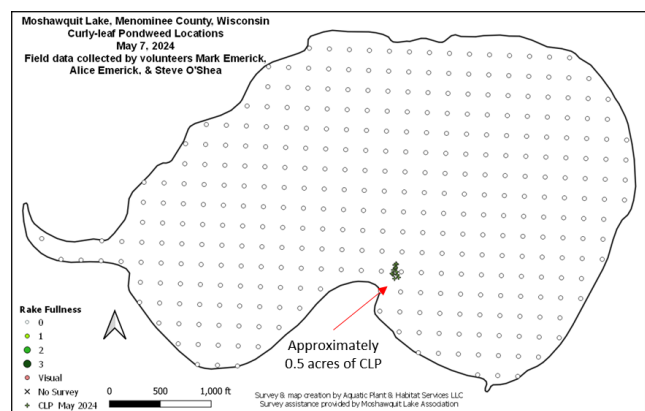 Moshawquit Lake, Menominee County, Wisconsin
Curly-leaf Pondweed Locations
May 7, 2024
Field data collected by volunteers Mark Emerick,
Alice Emerick, & Steve O'Shea
Approximately
0.5 acres of CLP
Rake Fullness
0
1
2
3
Visual
No Survey
CLP May 2024
0 500 1,000 ft
Survey & map creation by Aquatic Plant & Habitat Services LLC
Survey assistance provided by Moshawquit Lake Association